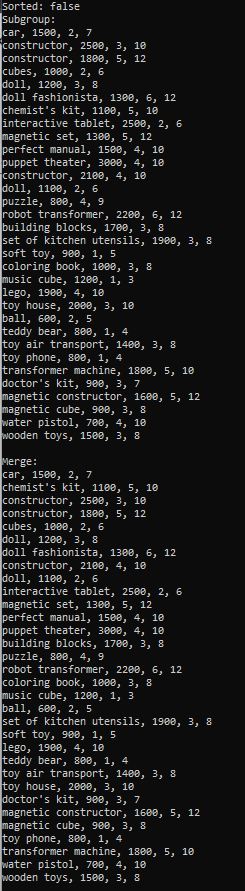 Sorted: false
Subgroup:
car, 1500, 2, 7
constructor, 2500, 3, 10
constructor, 1800, 5, 12
cubes, 1000, 2, 6
doll, 1200, 3, 8
doll fashionista, 1300, 6, 12
chemist's kit, 1100, 5, 10
interactive tablet, 2500, 2, 6
magnetic set, 1300, 5, 12
perfect manual, 1500, 4, 10
puppet theater, 3000, 4, 10
constructor, 2100, 4, 10
doll, 1100, 2, 6
puzzle, 800, 4, 9
robot transformer, 2200, 6, 12
building blocks, 1700, 3, 8
set of kitchen utensils, 1900, 3, 8
soft toy, 900, 1, 5
coloring book, 1000, 3, 8
music cube, 1200, 1, 3
lego, 1900, 4, 10
toy house, 2000, 3, 10
ball, 600, 2, 5
teddy bear, 800, 1, 4
toy air transport, 1400, 3, 8
toy phone, 800, 1, 4
transformer machine, 1800, 5, 10
doctor's kit, 900, 3, 7
magnetic constructor, 1600, 5, 12
magnetic cube, 900, 3, 8
water pistol, 700, 4, 10
wooden toys, 1500, 3, 8
Merge:
car, 1500, 2, 7
chemist's kit, 1100, 5, 10
constructor, 2500, 3, 10
constructor, 1800, 5, 12
cubes, 1000, 2, 6
doll, 1200, 3, 8
doll fashionista, 1300, 6, 12
constructor, 2100, 4, 10
doll, 1100, 2, 6
interactive tablet, 2500, 2, 6
magnetic set, 1300, 5, 12
perfect manual, 1500, 4, 10
puppet theater, 3000, 4, 10
building blocks, 1700, 3, 8
puzzle, 800, 4, 9
robot transformer, 2200, 6, 12
coloring book, 1000, 3, 8
music cube, 1200, 1, 3
ball, 600, 2, 5
set of kitchen utensils, 1900, 3, 8
soft toy, 900, 1, 5
lego, 1900, 4, 10
teddy bear, 800, 1, 4
toy air transport, 1400, 3, 8
toy house, 2000, 3, 10
doctor's kit, 900, 3, 7
magnetic constructor, 1600, 5, 12
magnetic cube, 900, 3, 8
toy phone, 800, 1, 4
transformer machine, 1800, 5, 10
water pistol, 700, 4, 10
wooden toys, 1500, 3, 8